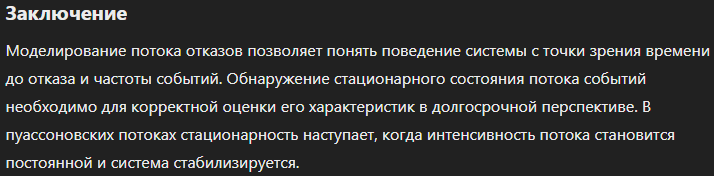 Заключение
Моделирование потока отказов позволяет понять поведение системы с точки зрения времени
до отказа и частоты событий. Обнаружение стационарного состояния потока событий
необходимо для корректной оценки его характеристик в долгосрочной перспективе. В
пуассоновских потоках стационарность наступает, когда интенсивность потока становится
постоянной и система стабилизируется.